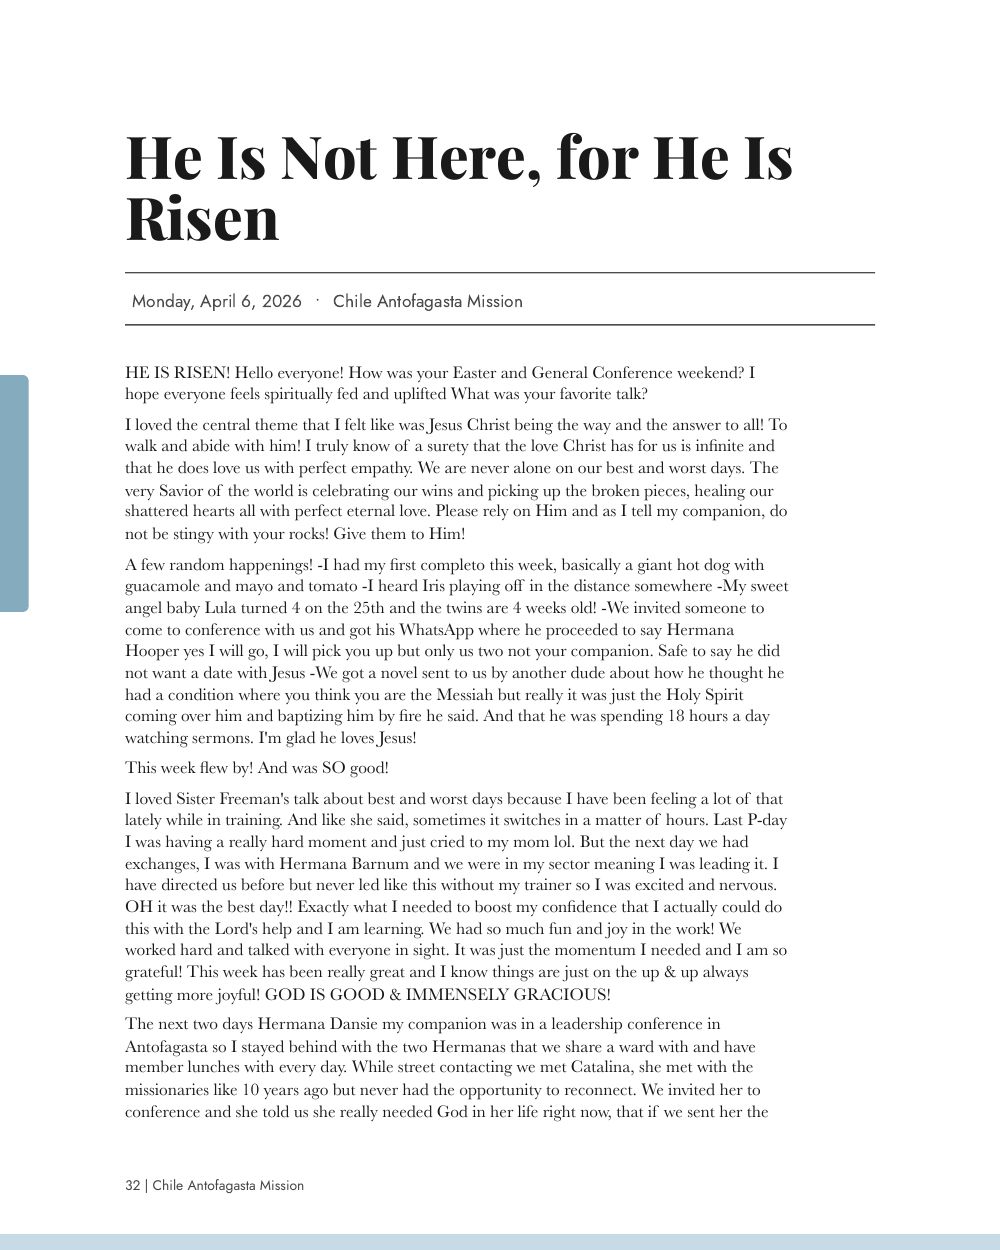 He Is Not Here, for He Is
Risen
Monday, April 6, 2026 · Chile Antofagasta Mission
HE IS RISEN! Hello everyone! How was your Easter and General Conference weekend? I
hope everyone feels spiritually fed and uplifted What was your favorite talk?
I loved the central theme that I felt like was Jesus Christ being the way and the answer to all! To
walk and abide with him! I truly know of a surety that the love Christ has for us is infinite and
that he does love us with perfect empathy. We are never alone on our best and worst days. The
very Savior of the world is celebrating our wins and picking up the broken pieces, healing our
shattered hearts all with perfect eternal love. Please rely on Him and as I tell my companion, do
not be stingy with your rocks! Give them to Him!
A few random happenings! -I had my first completo this week, basically a giant hot dog with
guacamole and mayo and tomato -I heard Iris playing off in the distance somewhere -My sweet
angel baby Lula turned 4 on the 25th and the twins are 4 weeks old! -We invited someone to
come to conference with us and got his WhatsApp where he proceeded to say Hermana
Hooper yes I will go, I will pick you up but only us two not your companion. Safe to say he did
not want a date with Jesus -We got a novel sent to us by another dude about how he thought he
had a condition where you think you are the Messiah but really it was just the Holy Spirit
coming over him and baptizing him by fire he said. And that he was spending 18 hours a day
watching sermons. I'm glad he loves Jesus!
This week flew by! And was SO good!
I loved Sister Freeman's talk about best and worst days because I have been feeling a lot of that
lately while in training. And like she said, sometimes it switches in a matter of hours. Last P-day
I was having a really hard moment and just cried to my mom lol. But the next day we had
exchanges, I was with Hermana Barnum and we were in my sector meaning I was leading it. I
have directed us before but never led like this without my trainer so I was excited and nervous.
OH it was the best day!! Exactly what I needed to boost my confidence that I actually could do
this with the Lord's help and I am learning. We had so much fun and joy in the work! We
worked hard and talked with everyone in sight. It was just the momentum I needed and I am so
grateful! This week has been really great and I know things are just on the up & up always
getting more joyful! GOD IS GOOD & IMMENSELY GRACIOUS!
The next two days Hermana Dansie my companion was in a leadership conference in
Antofagasta so I stayed behind with the two Hermanas that we share a ward with and have
member lunches with every day. While street contacting we met Catalina, she met with the
missionaries like 10 years ago but never had the opportunity to reconnect. We invited her to
conference and she told us she really needed God in her life right now, that if we sent her the
32 | Chile Antofagasta Mission